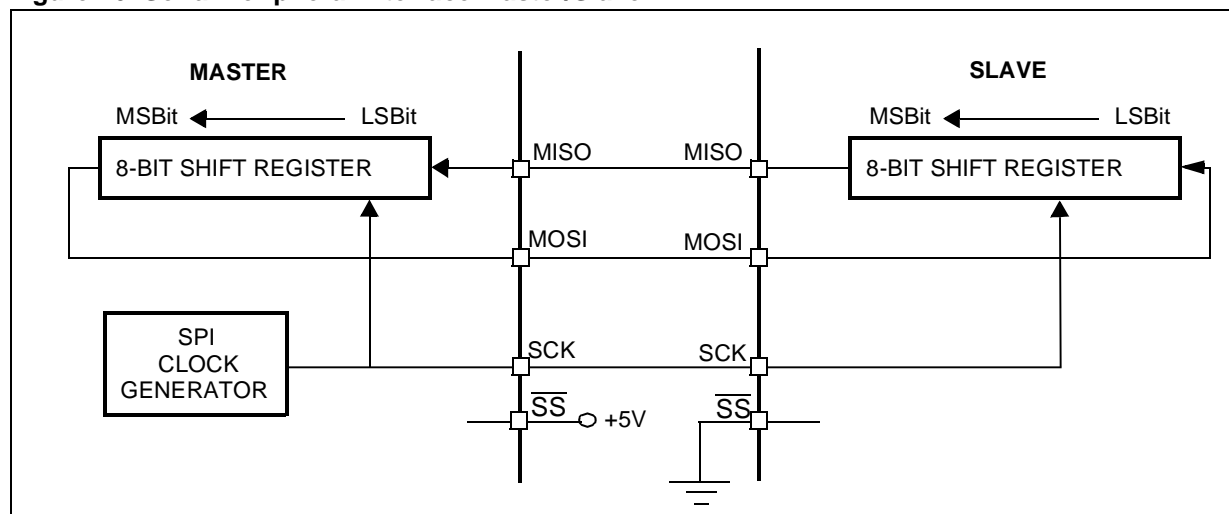 MASTER
SLAVE
MSBit LSBit
MSBit LSBit
8-BIT SHIFT REGISTER
MISO MISO
8-BIT SHIFT REGISTER
MOSI MOSI
SPI
CLOCK
GENERATOR
SCK SCK
SS +5V
SS